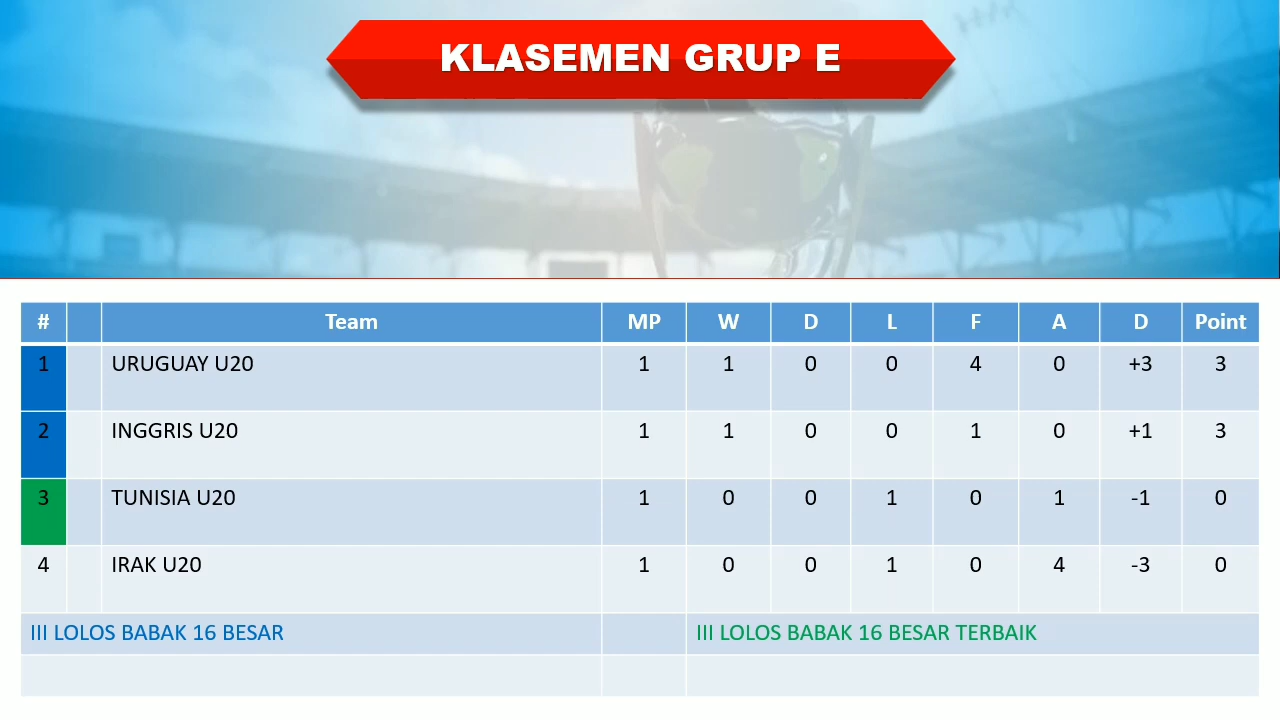 KLASEMEN GRUP E
# Team MP W D L F A D Point
1 URUGUAY U20 1 1 0 0 4 0 +3 3
2 INGGRIS U20 1 1 0 0 1 0 +1 3
3 TUNISIA U20 1 0 0 1 0 1 -1 0
4 IRAK U20 1 0 0 1 0 4 -3 0
III LOLOS BABAK 16 BESAR III LOLOS BABAK 16 BESAR TERBAIK